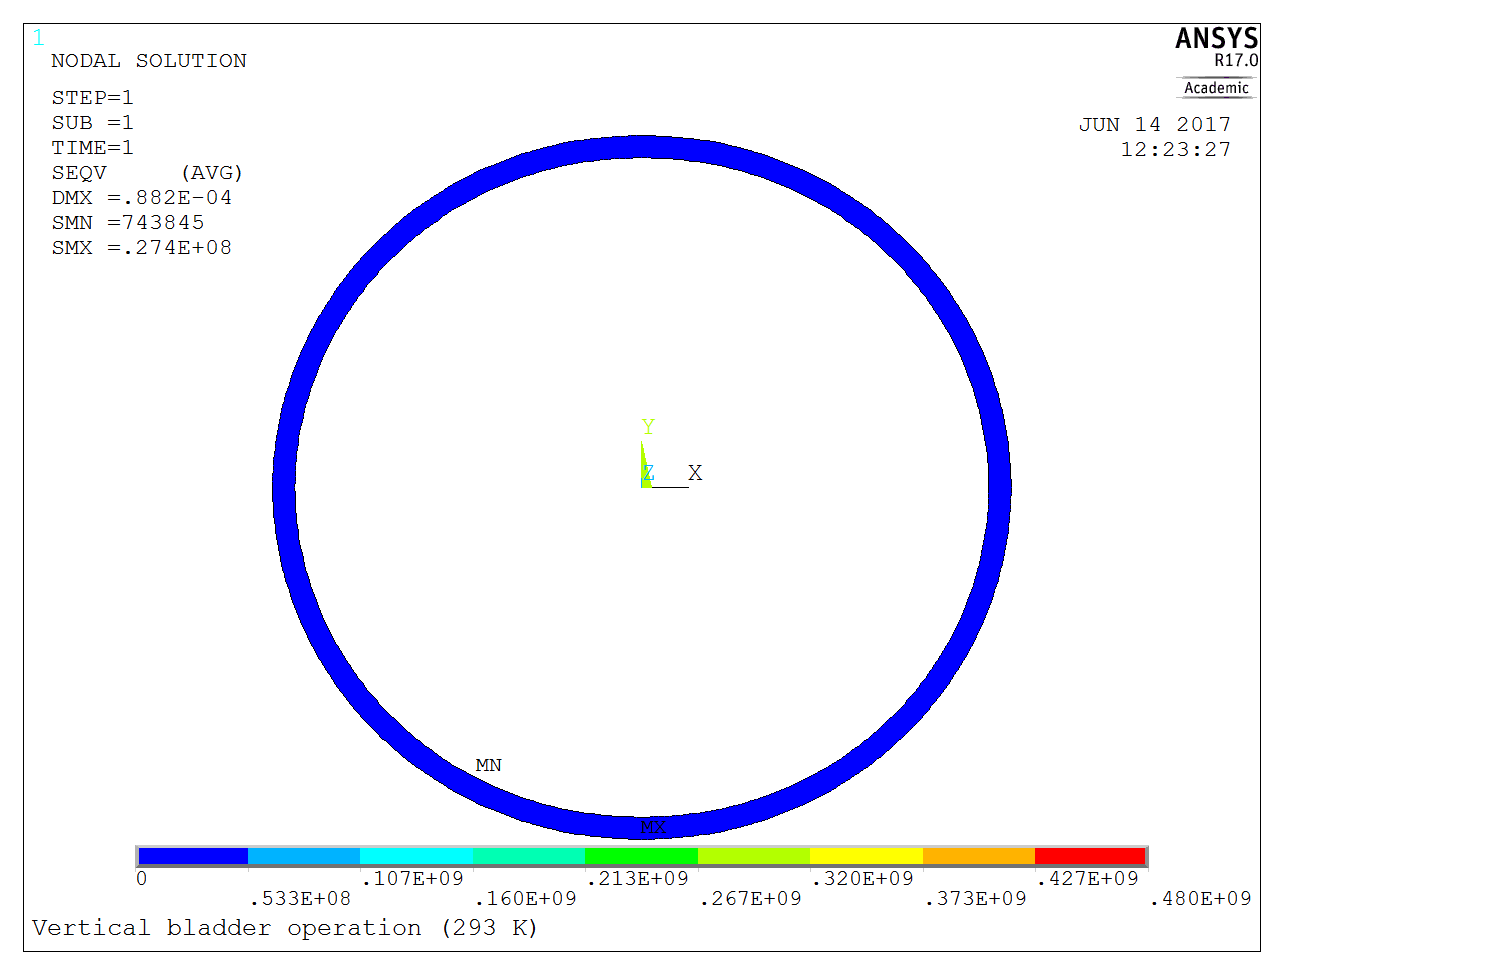 1
NODAL SOLUTION
STEP=1
SUB =1
TIME=1
SEQV (AVG)
DMX =.882E-04
SMN =743845
SMX =.274E+08
ANSYS
R17.0
Academic
JUN 14 2017
12:23:27
Y
Z X
MN
MX
0 .107E+09 .213E+09 .320E+09 .427E+09
.533E+08 .160E+09 .267E+09 .373E+09 .480E+09
Vertical bladder operation (293 K)